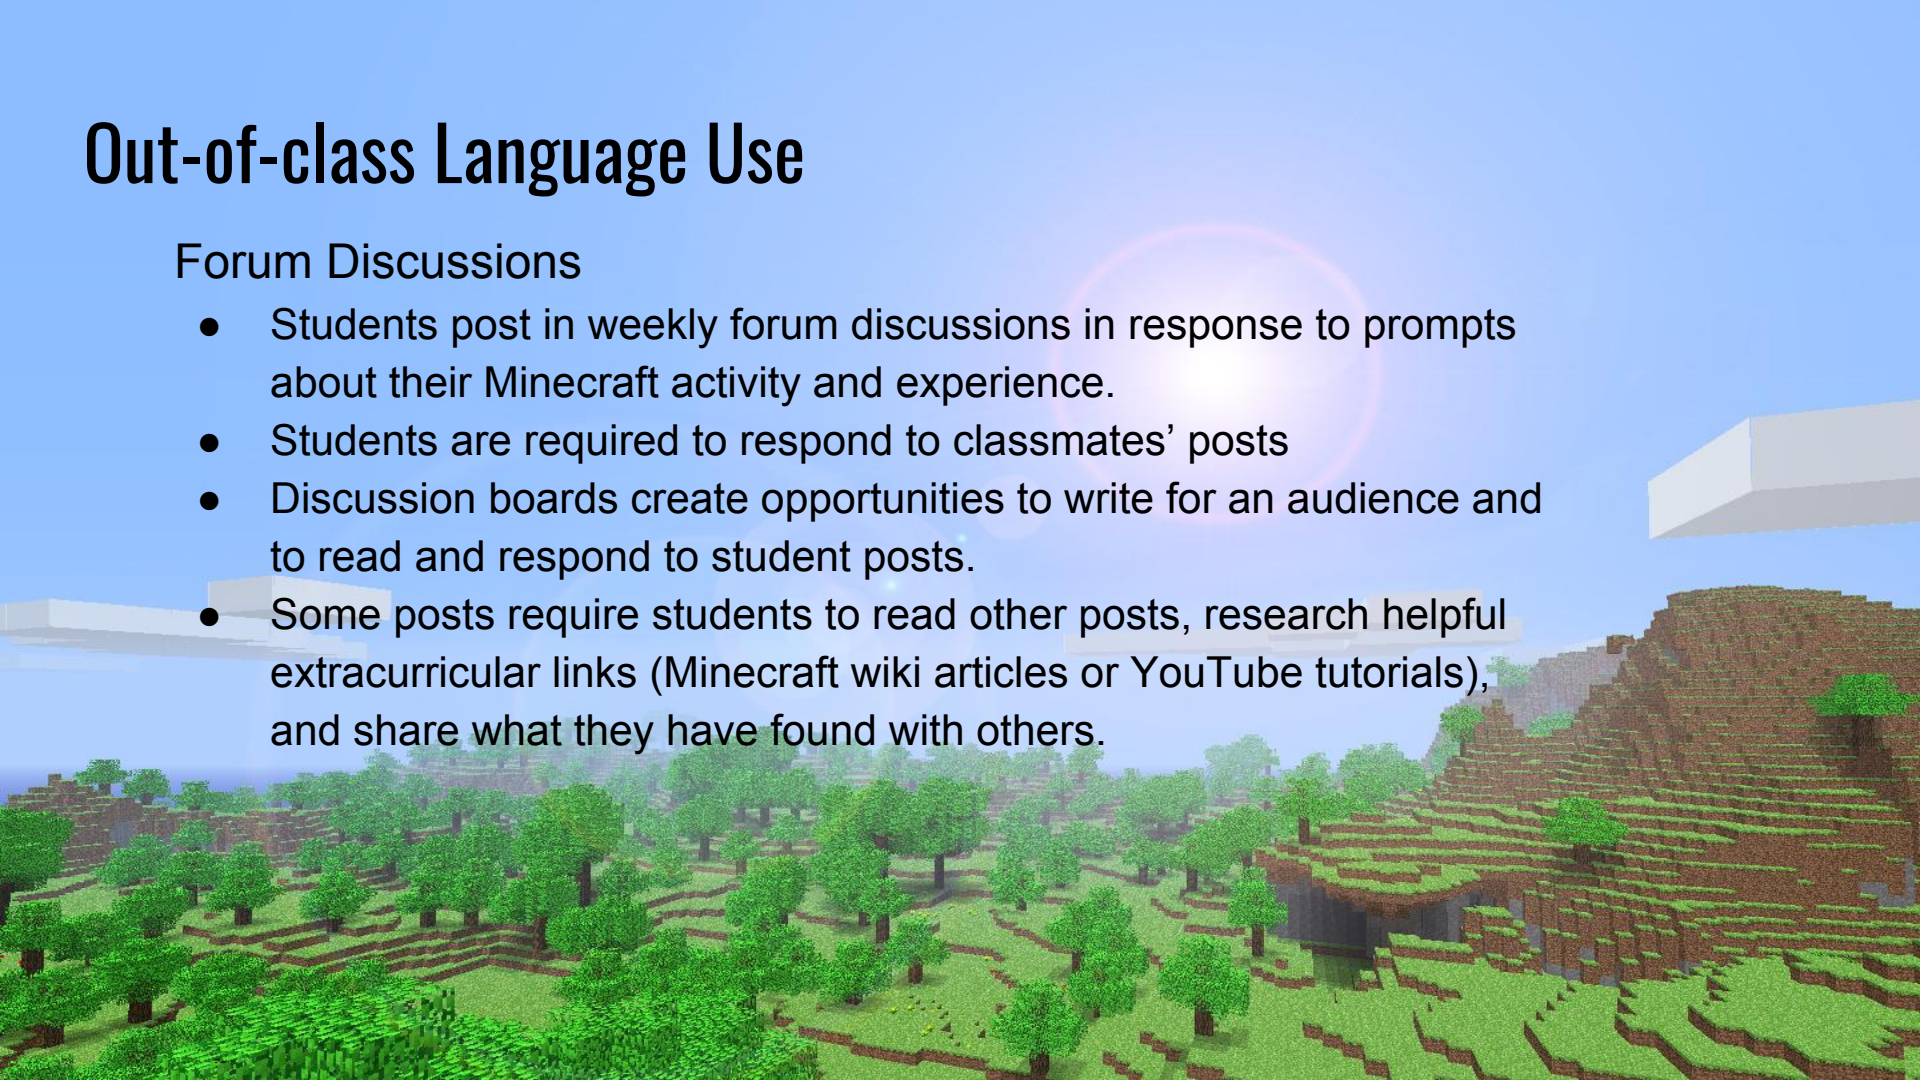 Out-of-class Language Use
Forum Discussions
● Students post in weekly forum discussions in response to prompts
about their Minecraft activity and experience.
● Students are required to respond to classmates’ posts
● Discussion boards create opportunities to write for an audience and
to read and respond to student posts.
● Some posts require students to read other posts, research helpful
extracurricular links (Minecraft wiki articles or YouTube tutorials),
and share what they have found with others.